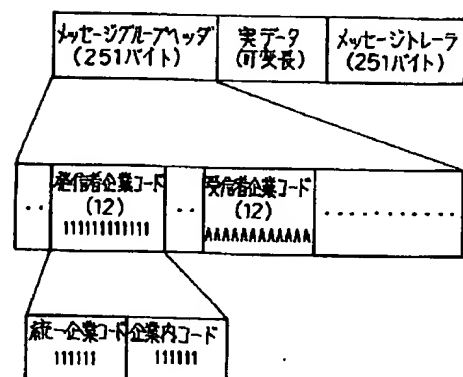 メッセージグループヘッダ
(251バイト)
実データ
(可変長)
メッセージトレーラ
(251バイト)
‥
発信者企業コード
(12)
111111111111
‥
受信者企業コード
(12)
AAAAAAAAAAAA
············
統一企業コード
111111
企業内コード
111111